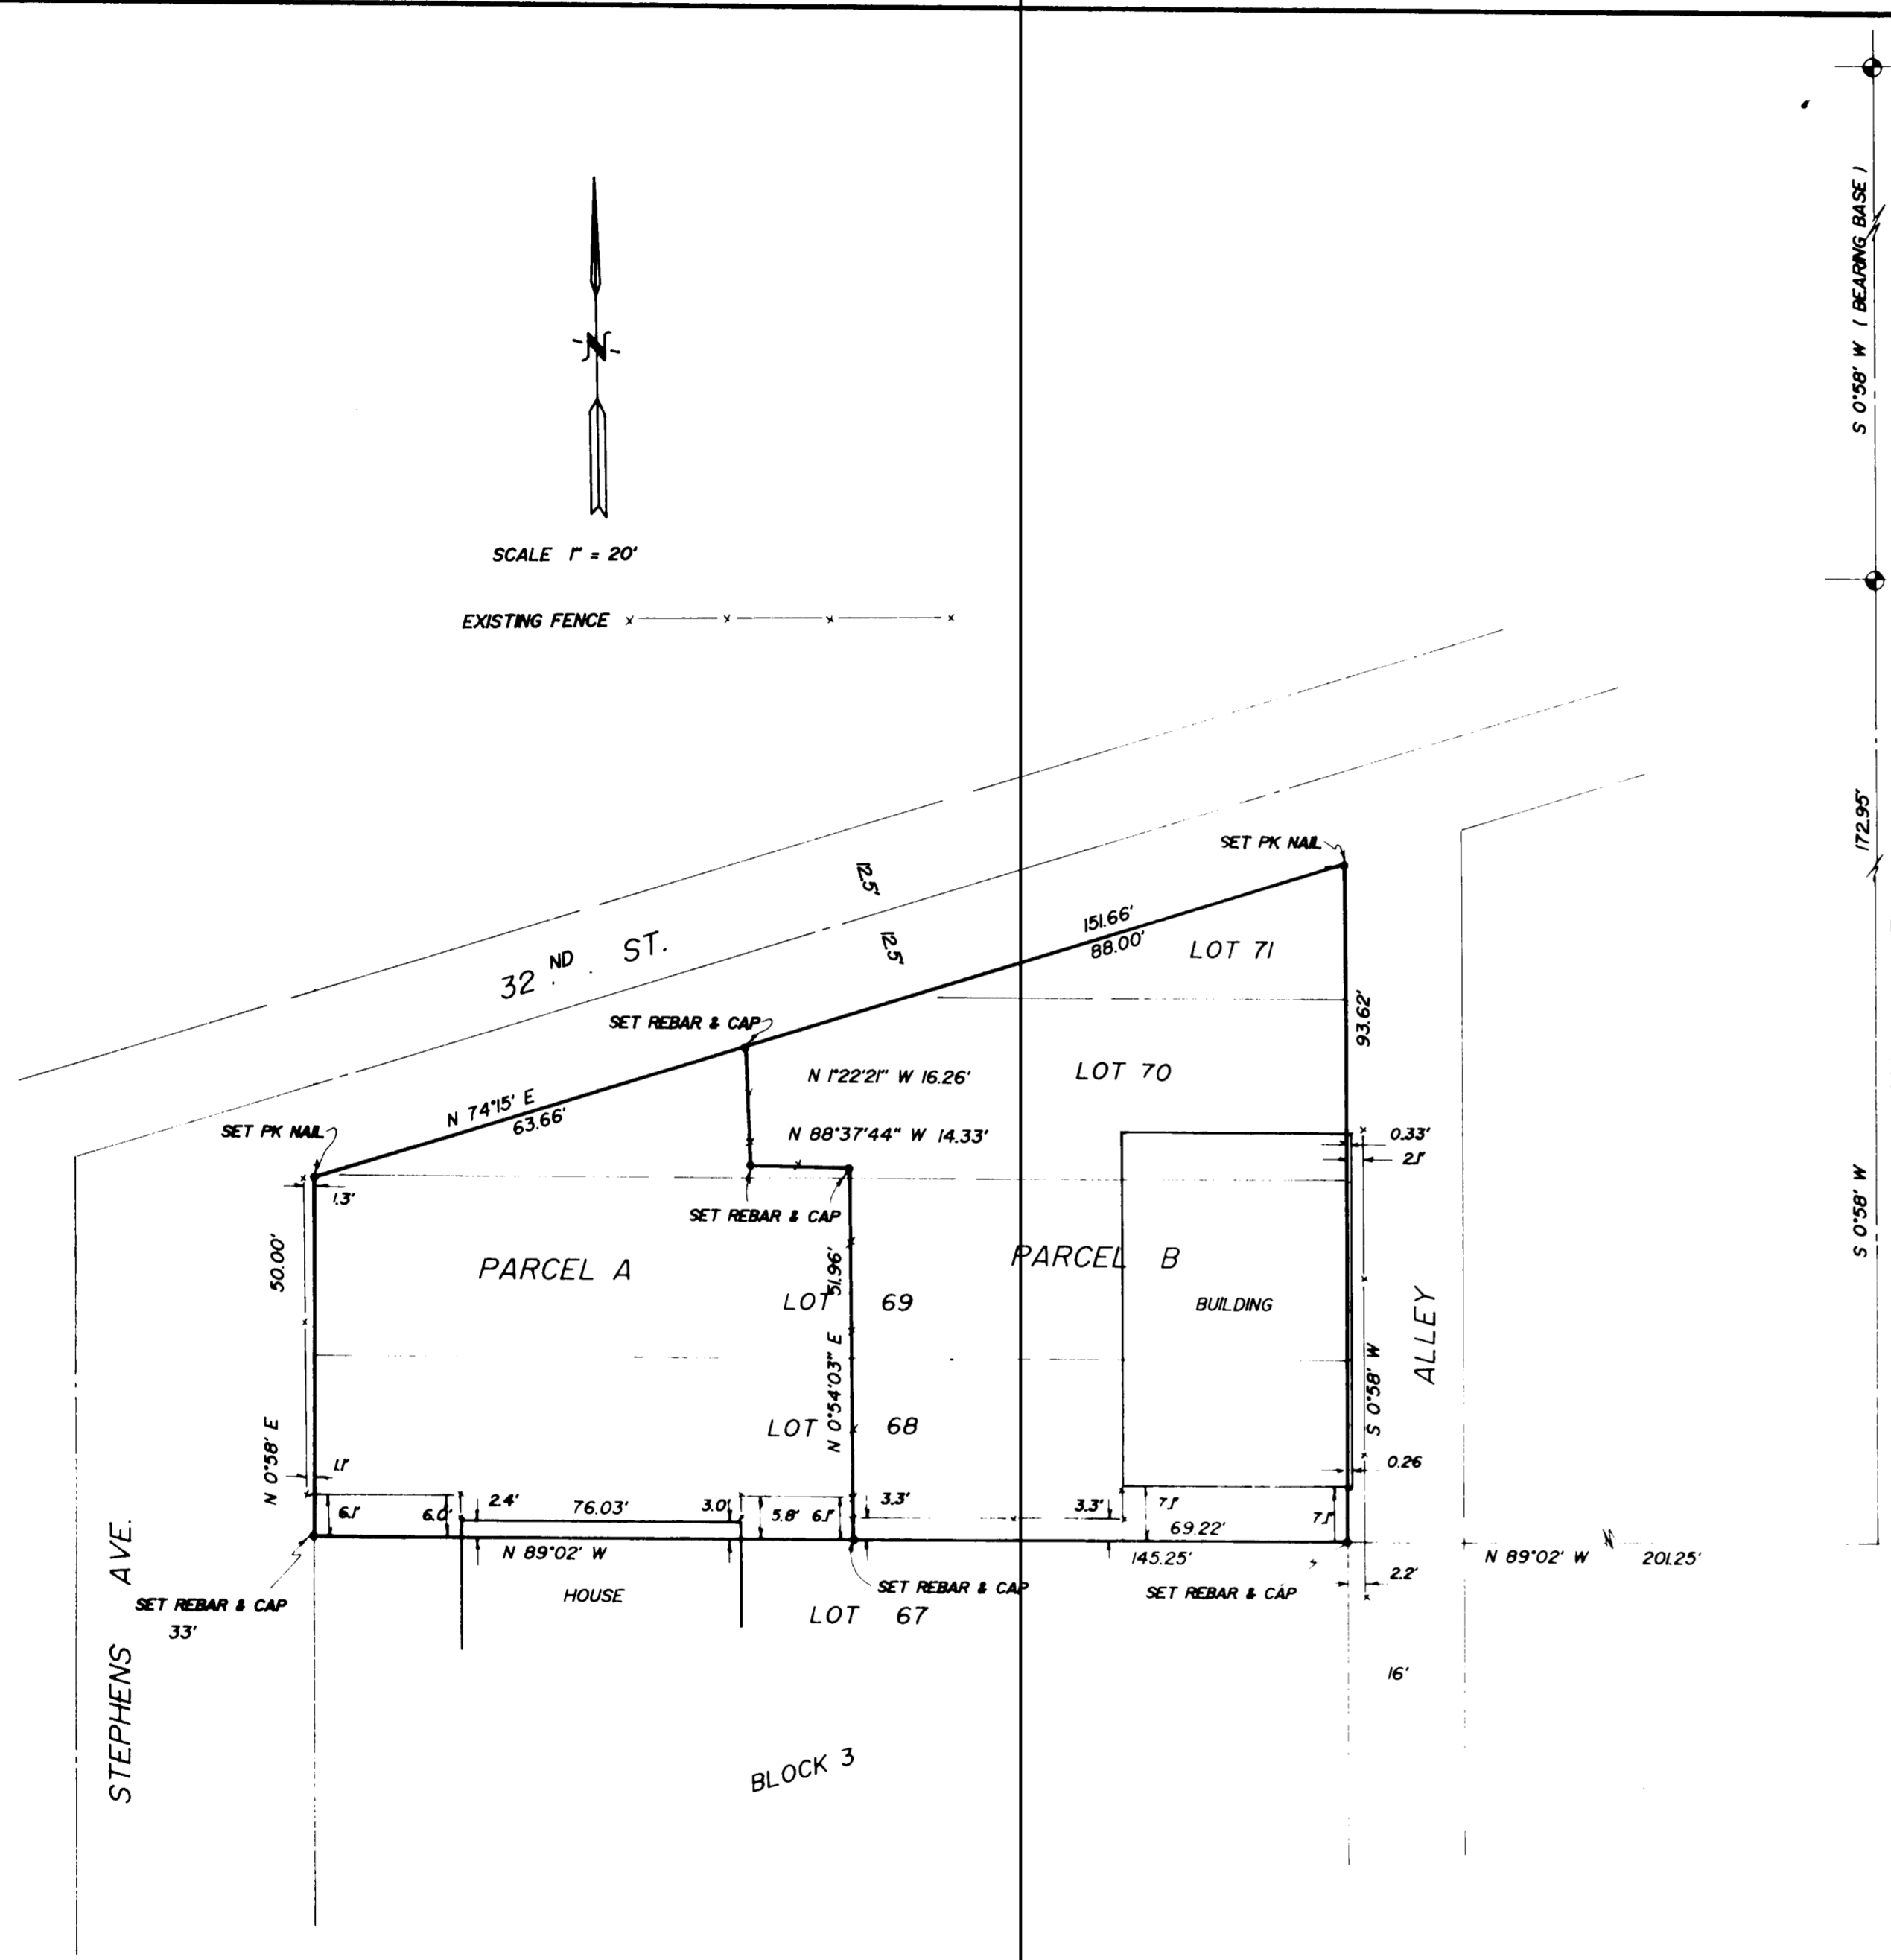 S 0°58' W ( BEARING BASE )
N
SCALE 1" = 20'
EXISTING FENCE
172.95'
SET PK NAIL
12.5'
151.66'
88.00'
LOT 71
32 ND ST.
12.5'
SET REBAR & CAP
93.62'
N 1°22'21" W 16.26'
LOT 70
N 74°15' E
63.66'
SET PK NAIL
N 88°37'44" W 14.33'
0.33'
2.1'
1.3'
SET REBAR & CAP
S 0°58' W
50.00'
PARCEL A
51.96'
PARCEL B
LOT 69
BUILDING
ALLEY
N 0°54'03" E
S 0°58' W
LOT 68
N 0°58' E
1.1'
0.26
6.1'
6.0'
2.4'
76.03'
3.0'
5.8'
6.1'
3.3'
3.3'
7.1'
69.22'
7.1'
N 89°02' W
145.25'
N 89°02' W
201.25'
HOUSE
SET REBAR & CAP
SET REBAR & CAP
2.2'
SET REBAR & CAP
33'
LOT 67
STEPHENS AVE.
16'
BLOCK 3